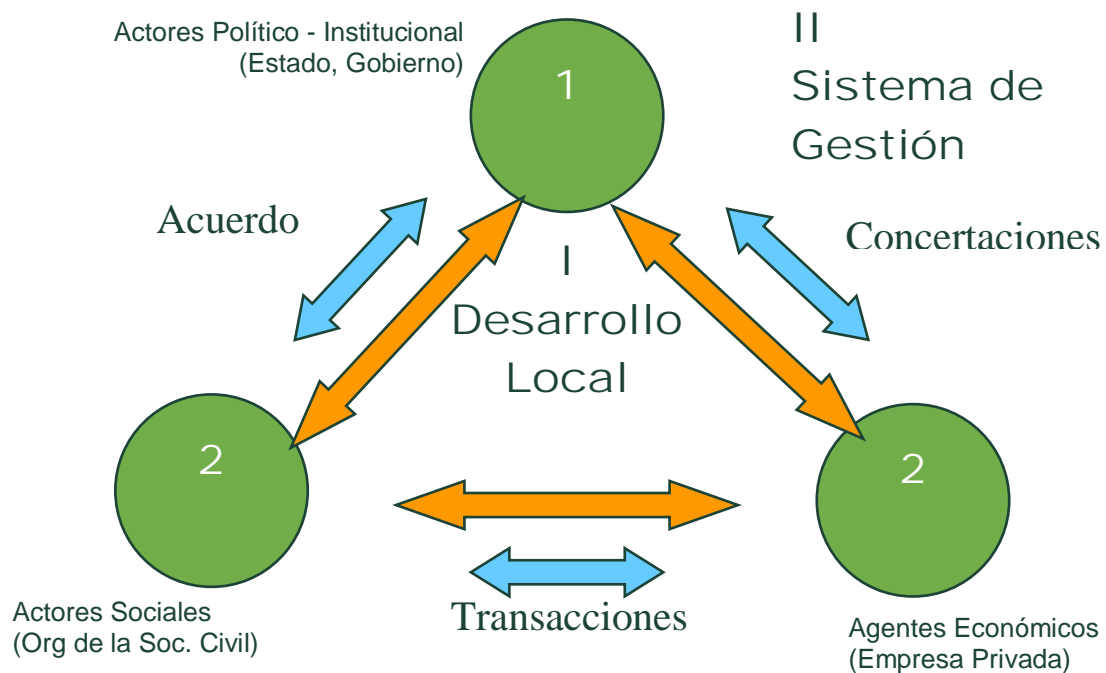 Actores Político - Institucional
(Estado, Gobierno)
1
II
Sistema de
Gestión
Acuerdo
Concertaciones
I
Desarrollo
Local
2
2
Transacciones
Actores Sociales
(Org de la Soc. Civil)
Agentes Económicos
(Empresa Privada)